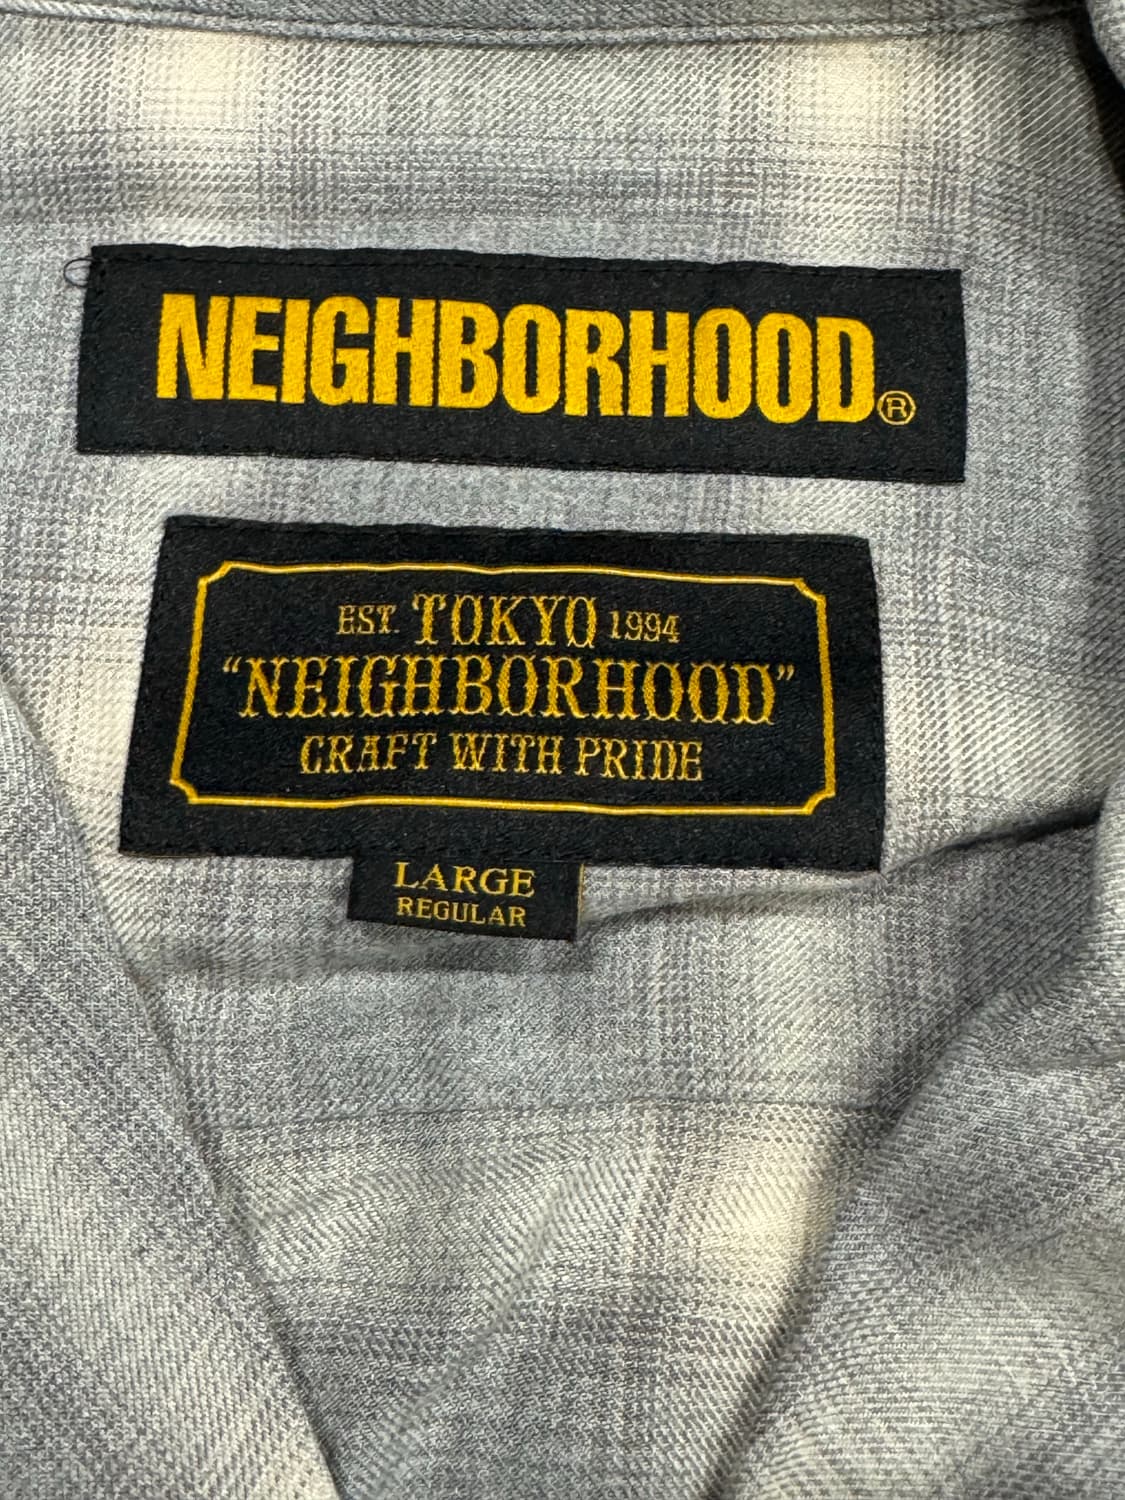 NEIGHBORHOOD®
EST. TOKYO 1994
"NEIGHBORHOOD"
CRAFT WITH PRIDE
LARGE
REGULAR